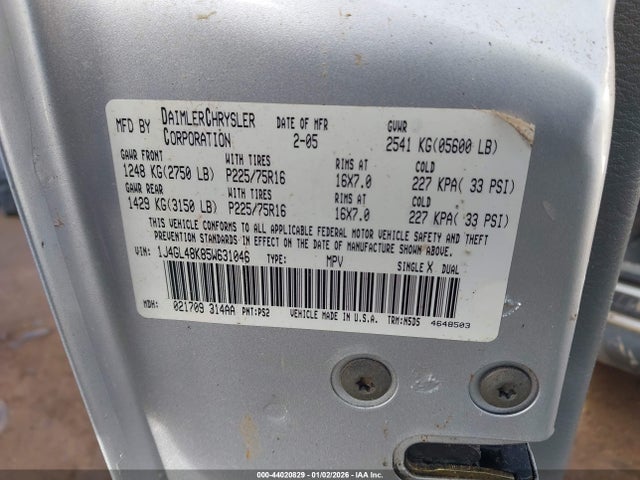 MFD BY DAIMLERCHRYSLER CORPORATION DATE OF MFR 2-05 GVWR 2541 KG(05600 LB)
GAWR FRONT WITH TIRES RIMS AT COLD
1248 KG(2750 LB) P225/75R16 16X7.0 227 KPA( 33 PSI)
GAWR REAR WITH TIRES RIMS AT COLD
1429 KG(3150 LB) P225/75R16 16X7.0 227 KPA( 33 PSI)
THIS VEHICLE CONFORMS TO ALL APPLICABLE FEDERAL MOTOR VEHICLE SAFETY AND THEFT
PREVENTION STANDARDS IN EFFECT ON THE DATE OF MANUFACTURE SHOWN ABOVE.
VIN: 1J4GL48K85W631046 TYPE: MPV SINGLE X DUAL
MDH: 021709 314AA PNT:PS2 VEHICLE MADE IN U.S.A. TRM:N5DS 4648503
000-44020829 - 01/02/2026 - IAA Inc.